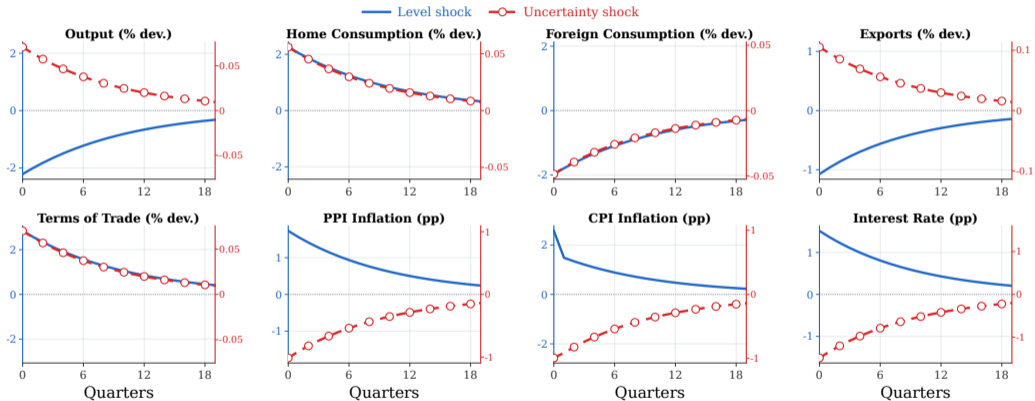 Level shock Uncertainty shock
Output (% dev.) Home Consumption (% dev.) Foreign Consumption (% dev.) Exports (% dev.)
2 0.05 2 0.05 2 0.05 1 0.1
0 0 0 0 0 0 0 0
-2 -0.05 -2 -0.05 -2 -0.05 -1 -0.1
0 6 12 18 0 6 12 18 0 6 12 18 0 6 12 18
Terms of Trade (% dev.) PPI Inflation (pp) CPI Inflation (pp) Interest Rate (pp)
2 0.05 1 1 2 1 1 1
0 0 0 0 0 0 0 0
-2 -0.05 -1 -1 -2 -1 -1 -1
0 6 12 18 0 6 12 18 0 6 12 18 0 6 12 18
Quarters Quarters Quarters Quarters